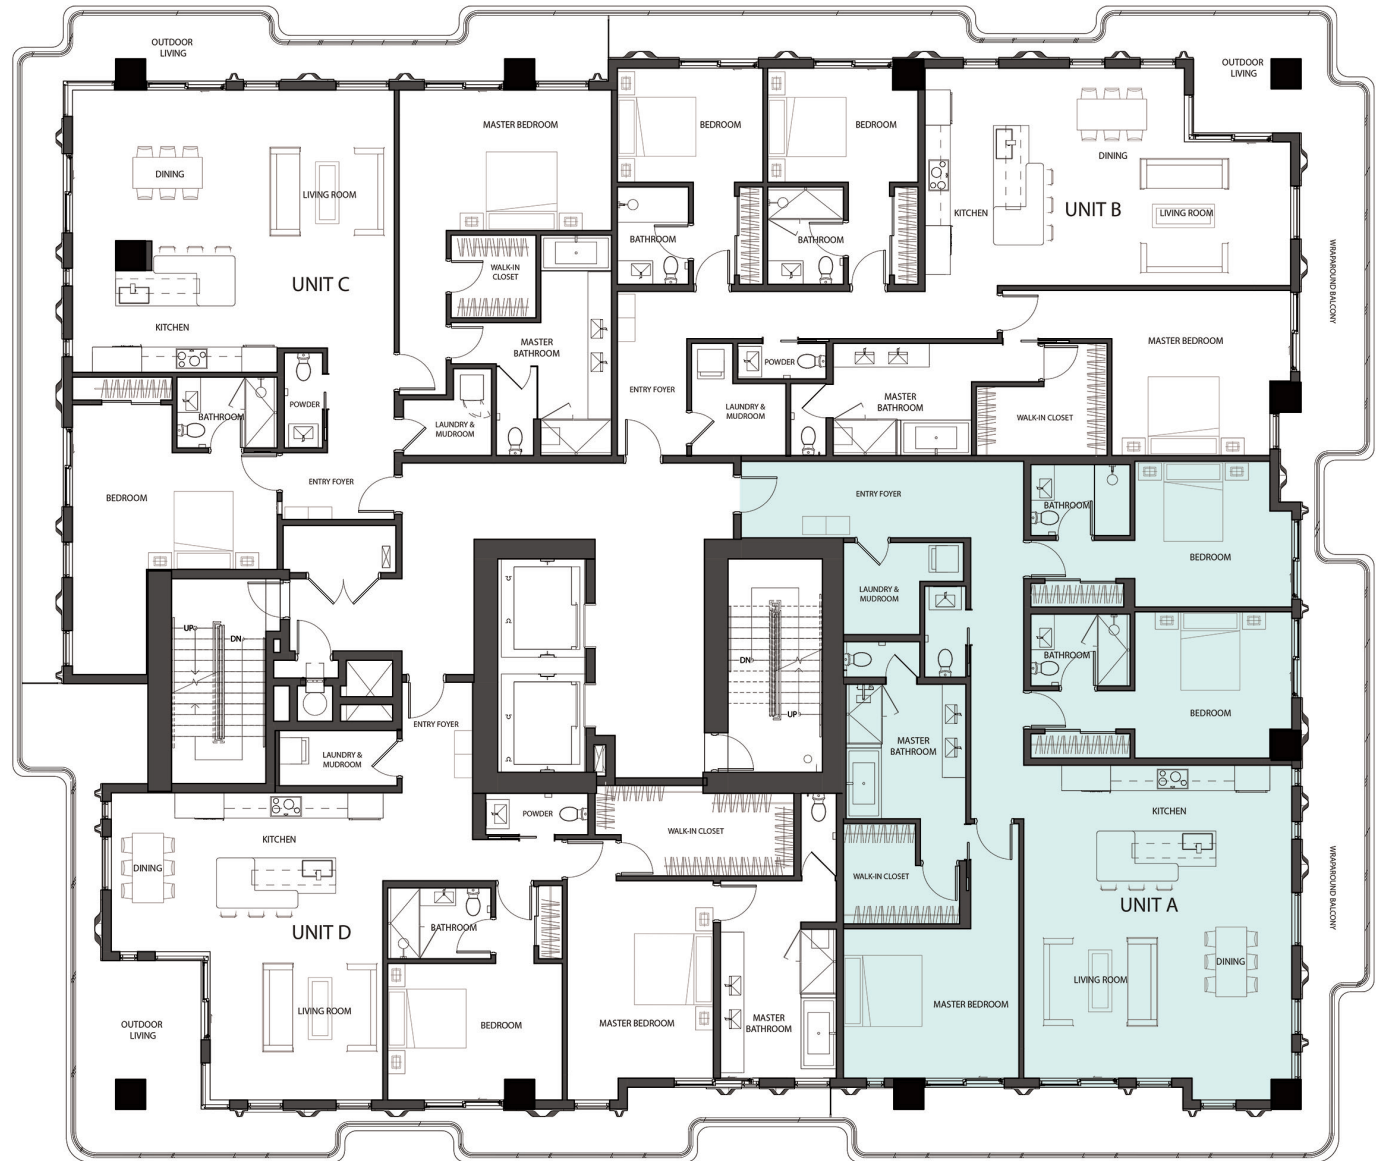 OUTDOOR
LIVING
OUTDOOR
LIVING
MASTER BEDROOM
BEDROOM
BEDROOM
DINING
DINING
LIVING ROOM
KITCHEN
UNIT B
LIVING ROOM
BATHROOM
BATHROOM
WALK-IN
CLOSET
UNIT C
WRAPAROUND BALCONY
KITCHEN
MASTER
BATHROOM
MASTER BEDROOM
POWDER
ENTRY FOYER
MASTER
BATHROOM
POWDER
BATHROOM
LAUNDRY &
MUDROOM
LAUNDRY &
MUDROOM
WALK-IN CLOSET
ENTRY FOYER
BEDROOM
ENTRY FOYER
BATHROOM
BEDROOM
LAUNDRY &
MUDROOM
UP
DN
DN
UP
BATHROOM
BEDROOM
ENTRY FOYER
LAUNDRY &
MUDROOM
MASTER
BATHROOM
KITCHEN
POWDER
WALK-IN CLOSET
KITCHEN
DINING
WALK-IN CLOSET
WRAPAROUND BALCONY
UNIT A
UNIT D
BATHROOM
DINING
LIVING ROOM
LIVING ROOM
MASTER BEDROOM
OUTDOOR
LIVING
BEDROOM
MASTER BEDROOM
MASTER
BATHROOM